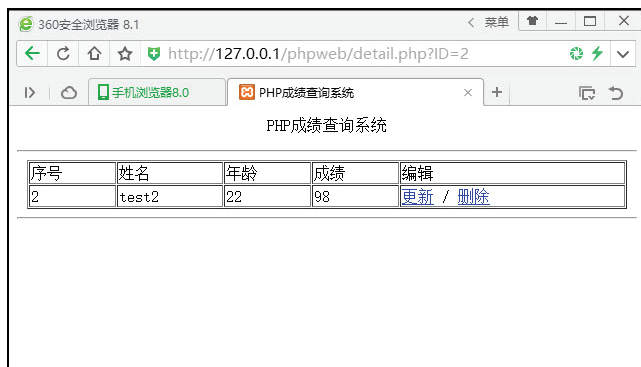 360安全浏览器 8.1
菜单
http://127.0.0.1/phpweb/detail.php?ID=2
手机浏览器8.0
PHP成绩查询系统
PHP成绩查询系统
序号 姓名 年龄 成绩 编辑
2 test2 22 98 更新 / 删除